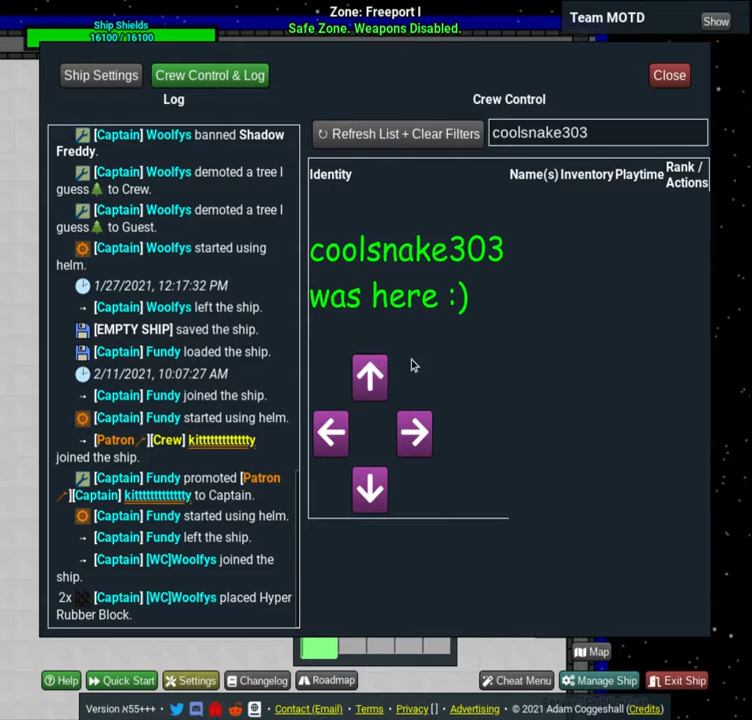 Zone: Freeport I
Team MOTD
Show
Ship Shields
16100 / 16100
Safe Zone. Weapons Disabled.
Ship Settings
Crew Control & Log
Close
Log
Crew Control
[Captain] Woolfys banned Shadow
Freddy.
[Captain] Woolfys demoted a tree I
guess🌲 to Crew.
[Captain] Woolfys demoted a tree I
guess🌲 to Guest.
[Captain] Woolfys started using
helm.
1/27/2021, 12:17:32 PM
[Captain] Woolfys left the ship.
[EMPTY SHIP] saved the ship.
[Captain] Fundy loaded the ship.
2/11/2021, 10:07:27 AM
[Captain] Fundy joined the ship.
[Captain] Fundy started using helm.
[Patron][Crew] kittttttttttttty
joined the ship.
[Captain] Fundy promoted [Patron
][Captain] kittttttttttttty to Captain.
[Captain] Fundy started using helm.
[Captain] Fundy left the ship.
[Captain] [WC]Woolfys joined the
ship.
2x [Captain] [WC]Woolfys placed Hyper
Rubber Block.
↻ Refresh List + Clear Filters
coolsnake303
Identity
Name(s) Inventory Playtime Rank /
Actions
coolsnake303
was here :)
Map
Help
Quick Start
Settings
Changelog
Roadmap
Cheat Menu
Manage Ship
Exit Ship
Version א55+++
Contact (Email) • Terms • Privacy [] • Advertising • © 2021 Adam Coggeshall (Credits)